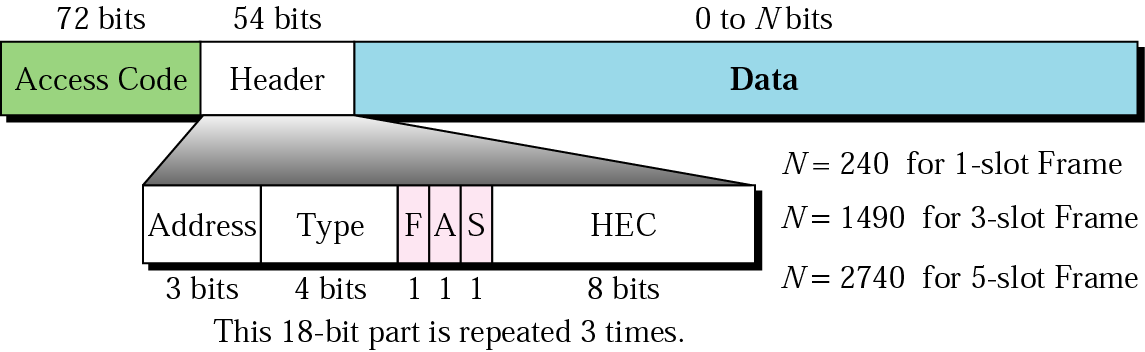 72 bits 54 bits 0 to N bits
Access Code Header Data
N = 240 for 1-slot Frame
Address Type F A S HEC
N = 1490 for 3-slot Frame
3 bits 4 bits 1 1 1 8 bits
N = 2740 for 5-slot Frame
This 18-bit part is repeated 3 times.